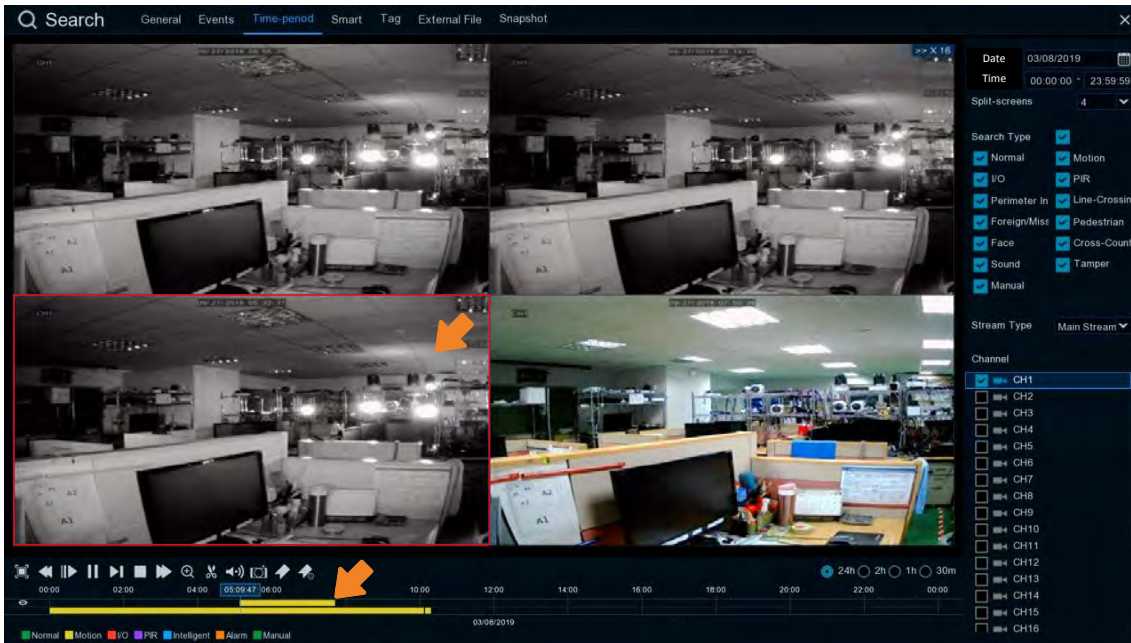 Search General Events Time-period Smart Tag External File Snapshot
>> X 16
CH1
A2
A1
Date 03/08/2019
Time 00:00:00 - 23:59:59
Split-screens 4
Search Type
Normal Motion
I/O PIR
Perimeter In Line-Crossin
Foreign/Miss Pedestrian
Face Cross-Count
Sound Tamper
Manual
Stream Type Main Stream
Channel
CH1
CH2
CH3
CH4
CH5
CH6
CH7
CH8
CH9
CH10
CH11
CH12
CH13
CH14
CH15
CH16
24h 2h 1h 30m
00:00 02:00 04:00 05:09:47 06:00 10:00 12:00 14:00 16:00 18:00 20:00 22:00 00:00
03/08/2019
Normal Motion I/O PIR Intelligent Alarm Manual